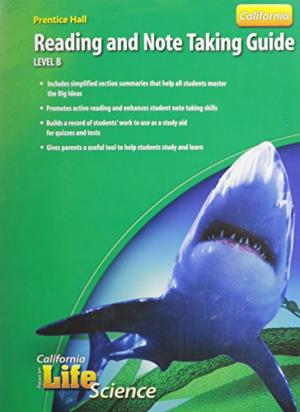 California
Prentice Hall
Reading and Note Taking Guide
LEVEL B
• Includes simplified section summaries that help all students master
the Big Ideas
• Promotes active reading and enhances student note taking skills
• Builds a record of students' work to use as a study aid
for quizzes and tests
• Gives parents a useful tool to help students study and learn
California
Focus on
Life
Science